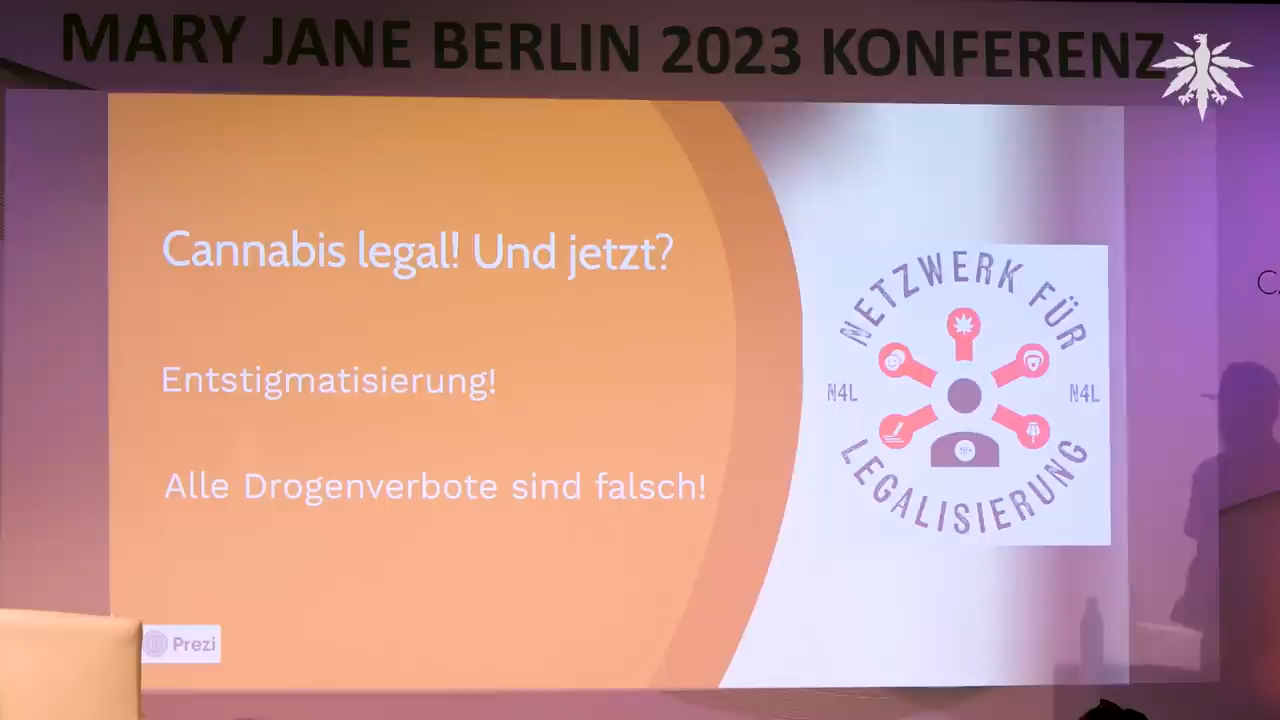 MARY JANE BERLIN 2023 KONFERENZ
Cannabis legal! Und jetzt?
Entstigmatisierung!
Alle Drogenverbote sind falsch!
NETZWERK FÜR
N4L
N4L
18+
LEGALISIERUNG
Prezi